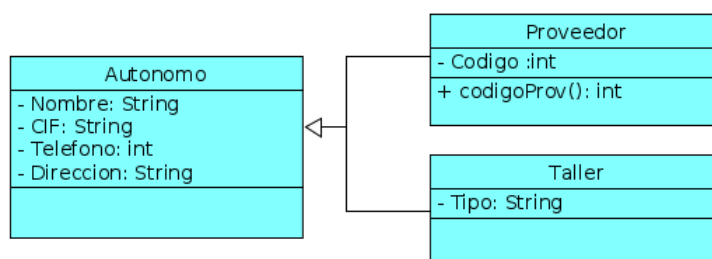 Autonomo
- Nombre: String
- CIF: String
- Telefono: int
- Direccion: String
Proveedor
- Codigo :int
+ codigoProv(): int
Taller
- Tipo: String